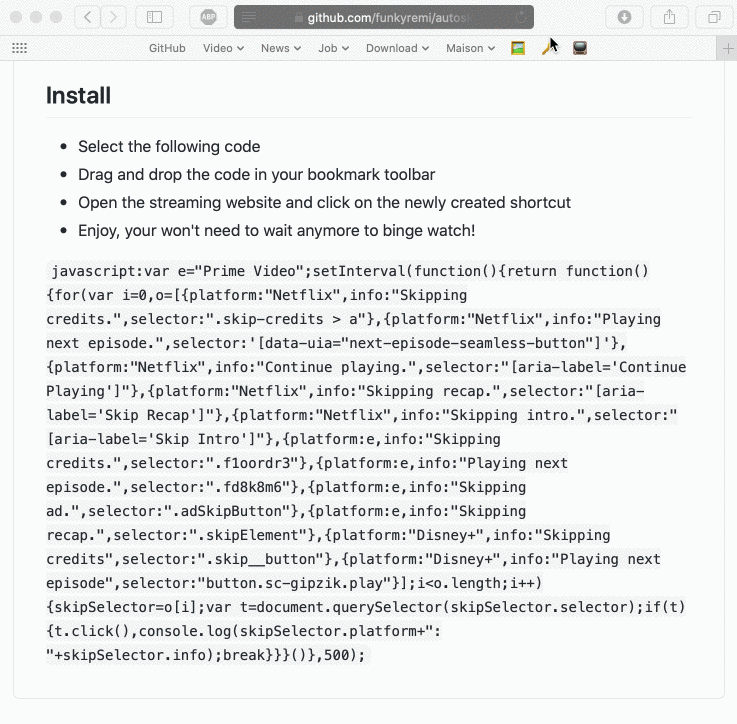 ABP
github.com/funkyremi/autosk
GitHub Video News Job Download Maison
Install
Select the following code
Drag and drop the code in your bookmark toolbar
Open the streaming website and click on the newly created shortcut
Enjoy, your won't need to wait anymore to binge watch!
javascript:var e="Prime Video";setInterval(function(){return function()
{for(var i=0,o=[{platform:"Netflix",info:"Skipping
credits.",selector:".skip-credits > a"},{platform:"Netflix",info:"Playing
next episode.",selector:'[data-uia="next-episode-seamless-button"]'},
{platform:"Netflix",info:"Continue playing.",selector:"[aria-label='Continue
Playing']"},{platform:"Netflix",info:"Skipping recap.",selector:"[aria-
label='Skip Recap']"},{platform:"Netflix",info:"Skipping intro.",selector:"
[aria-label='Skip Intro']"},{platform:e,info:"Skipping
credits.",selector:".f1oordr3"},{platform:e,info:"Playing next
episode.",selector:".fd8k8m6"},{platform:e,info:"Skipping
ad.",selector:".adSkipButton"},{platform:e,info:"Skipping
recap.",selector:".skipElement"},{platform:"Disney+",info:"Skipping
credits",selector:".skip__button"},{platform:"Disney+",info:"Playing next
episode",selector:"button.sc-gipzik.play"}];i<o.length;i++)
{skipSelector=o[i];var t=document.querySelector(skipSelector.selector);if(t)
{t.click(),console.log(skipSelector.platform+":
"+skipSelector.info);break}}}()},500);